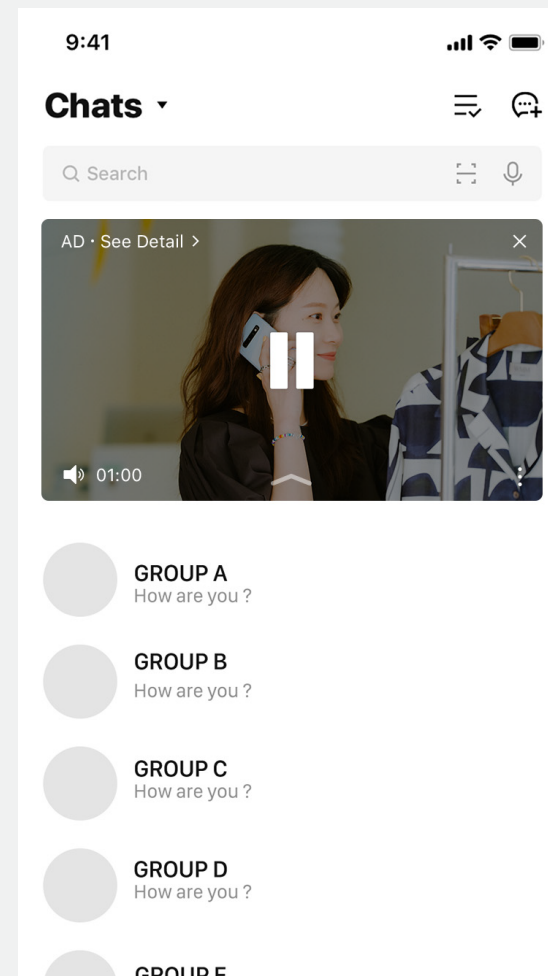 9:41
Chats
Search
AD · See Detail >
01:00
GROUP A
How are you ?
GROUP B
How are you ?
GROUP C
How are you ?
GROUP D
How are you ?